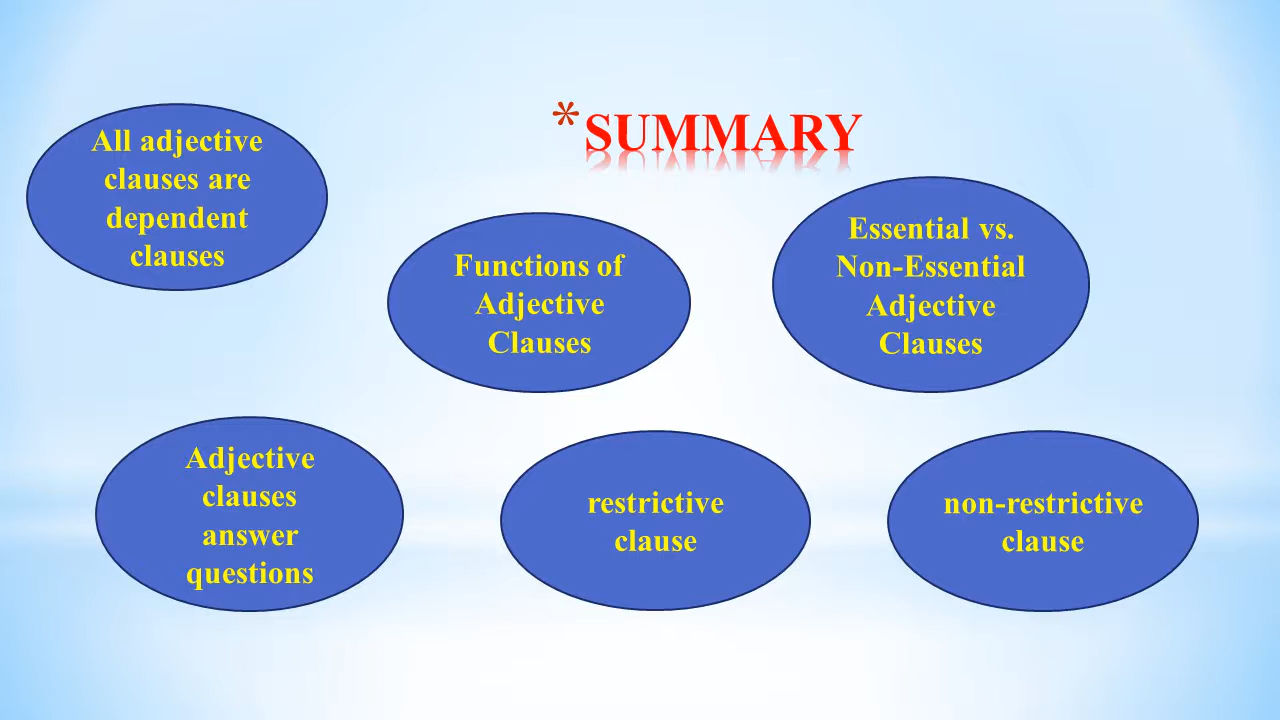 *SUMMARY
All adjective
clauses are
dependent
clauses
Functions of
Adjective
Clauses
Essential vs.
Non-Essential
Adjective
Clauses
Adjective
clauses
answer
questions
restrictive
clause
non-restrictive
clause